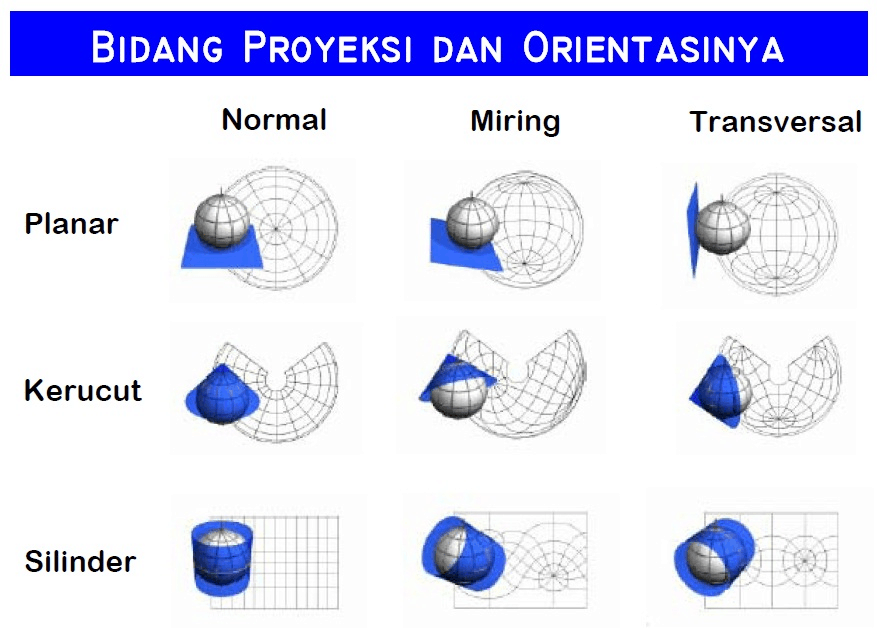 BIDANG PROYEKSI DAN ORIENTASINYA
Normal Miring Transversal
Planar
Kerucut
Silinder